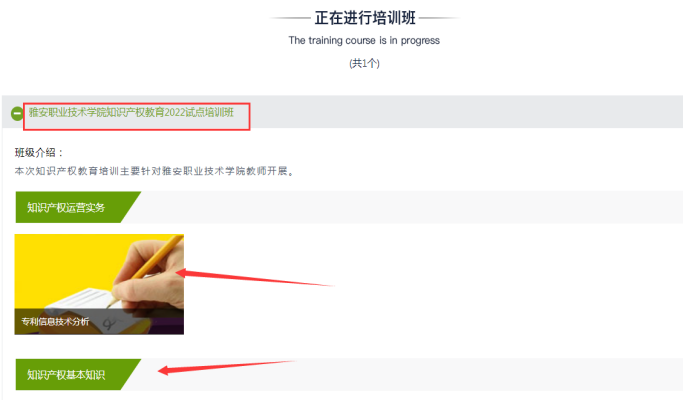 正在进行培训班
The training course is in progress
(共1个)
雅安职业技术学院知识产权教育2022试点培训班
班级介绍：
本次知识产权教育培训主要针对雅安职业技术学院教师开展。
知识产权运营实务
专利信息技术分析
知识产权基本知识